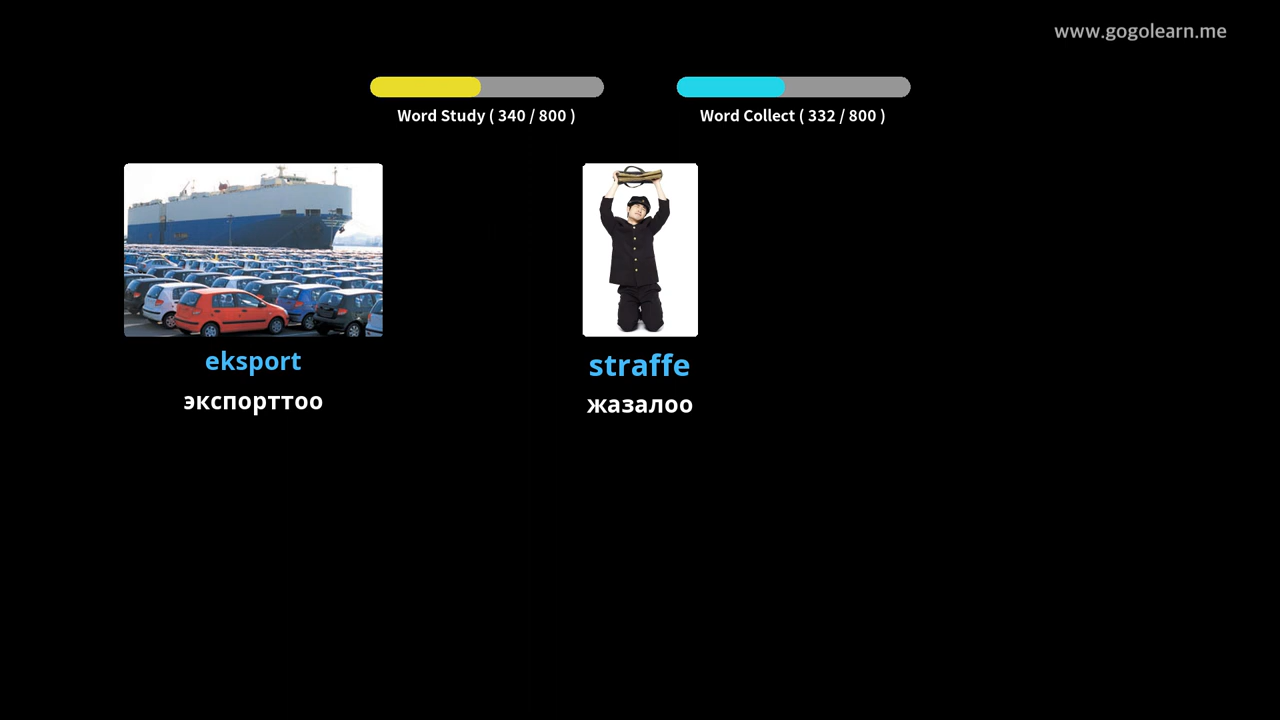 www.gogolearn.me
Word Study ( 340 / 800 )
Word Collect ( 332 / 800 )
eksport
экспорттоо
straffe
жазалоо